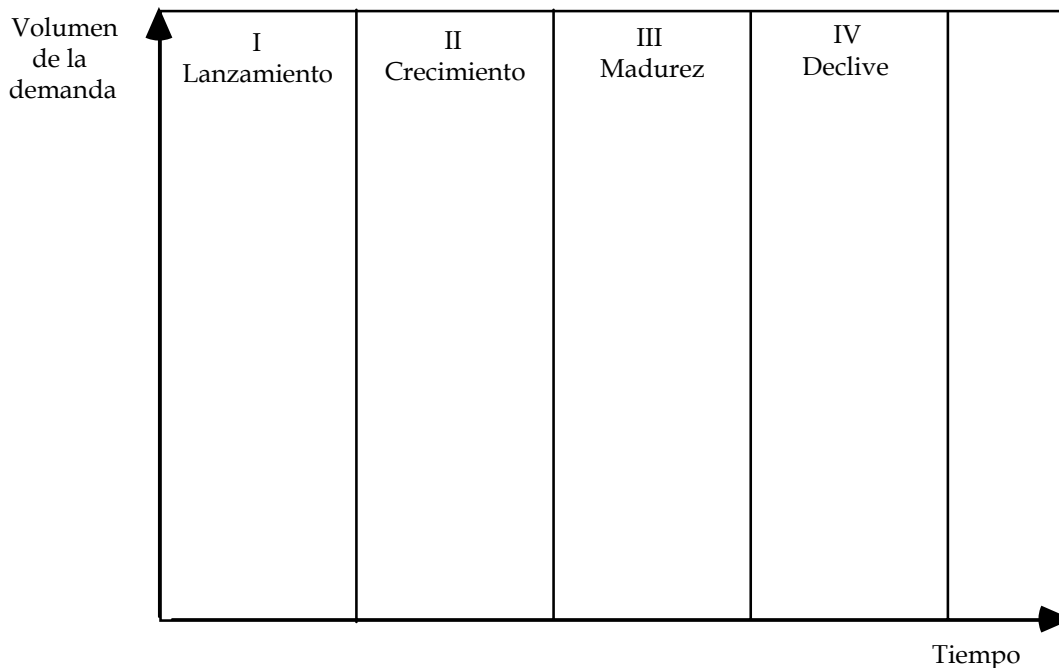 Volumen
de la
demanda
I
Lanzamiento
II
Crecimiento
III
Madurez
IV
Declive
Tiempo